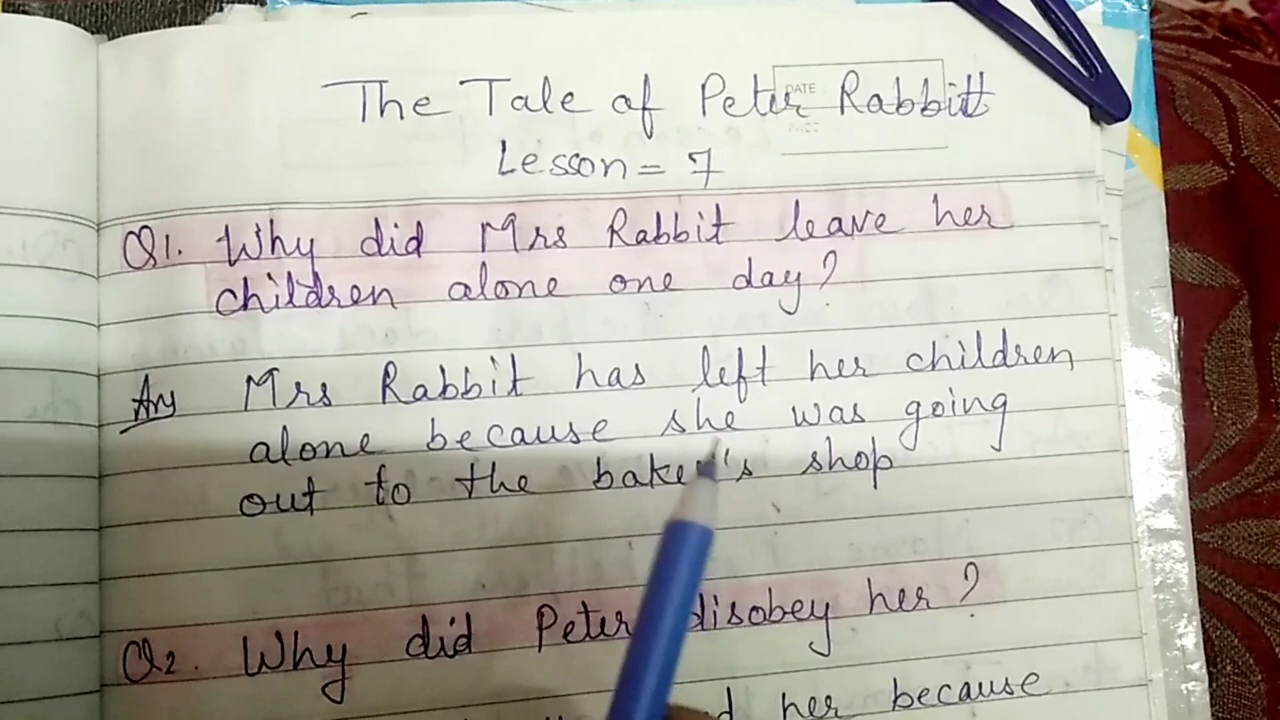 The Tale of Peter Rabbit
DATE
Lesson = 7
Q1. Why did Mrs Rabbit leave her
children alone one day?
Ans Mrs Rabbit has left her children
alone because she was going
out to the baker's shop
Q2. Why did Peter disobey her?
her because